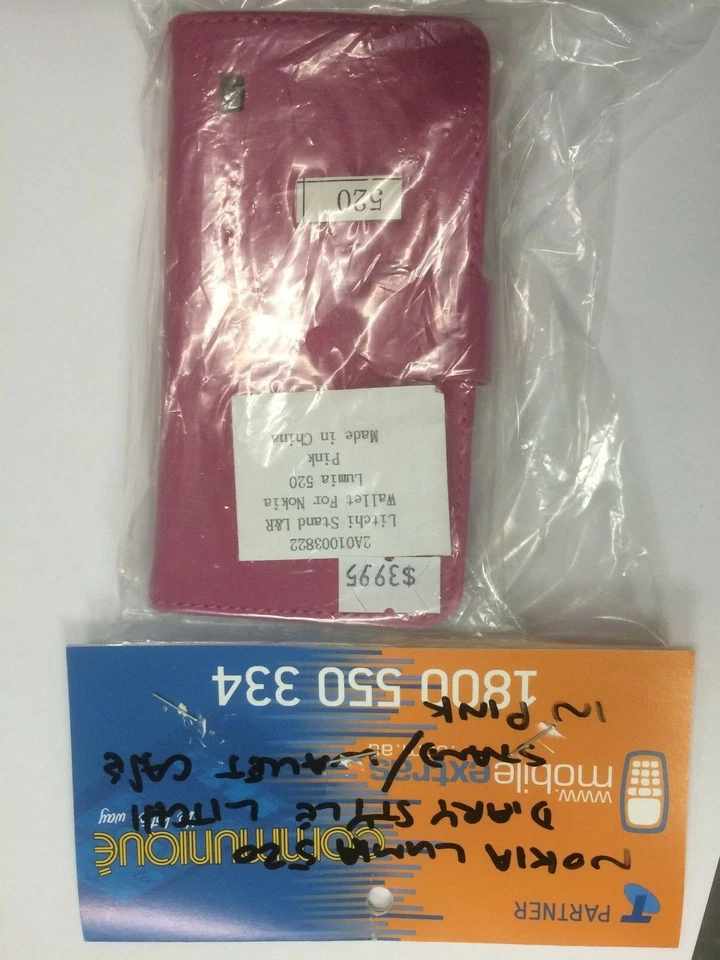 T PARTNER
NOKIA LUMIA 520
communiqué
DIARY STYLE LITCHI
way
www.
mobileextras
.au
STAND/WALLET CASE
IN PINK
1800 550 334
$3995
2A01003822
Litchi Stand L&R
Wallet For Nokia
Lumia 520
Pink
Made in China
520